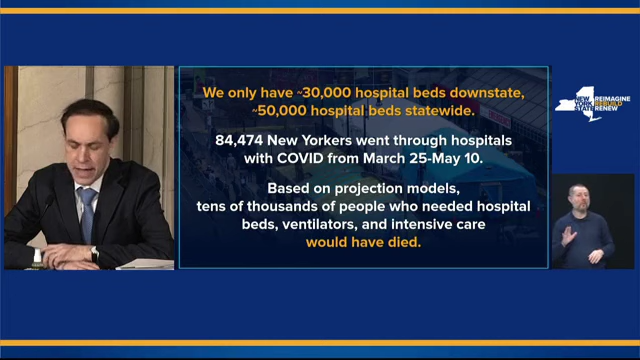 We only have ~30,000 hospital beds downstate,
~50,000 hospital beds statewide.
84,474 New Yorkers went through hospitals
with COVID from March 25-May 10.
Based on projection models,
tens of thousands of people who needed hospital
beds, ventilators, and intensive care
would have died.
NEW
YORK
STATE
REIMAGINE
REBUILD
RENEW